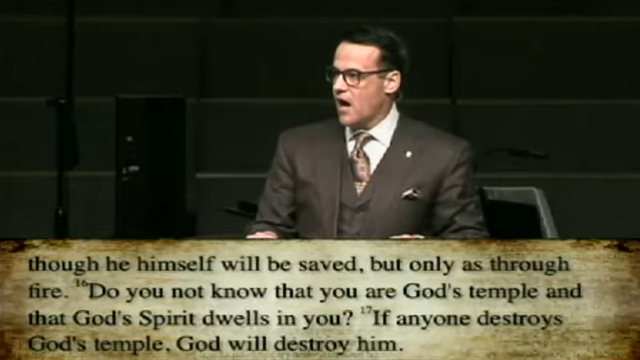 though he himself will be saved, but only as through
fire. ¹⁶Do you not know that you are God's temple and
that God's Spirit dwells in you? ¹⁷If anyone destroys
God's temple, God will destroy him.